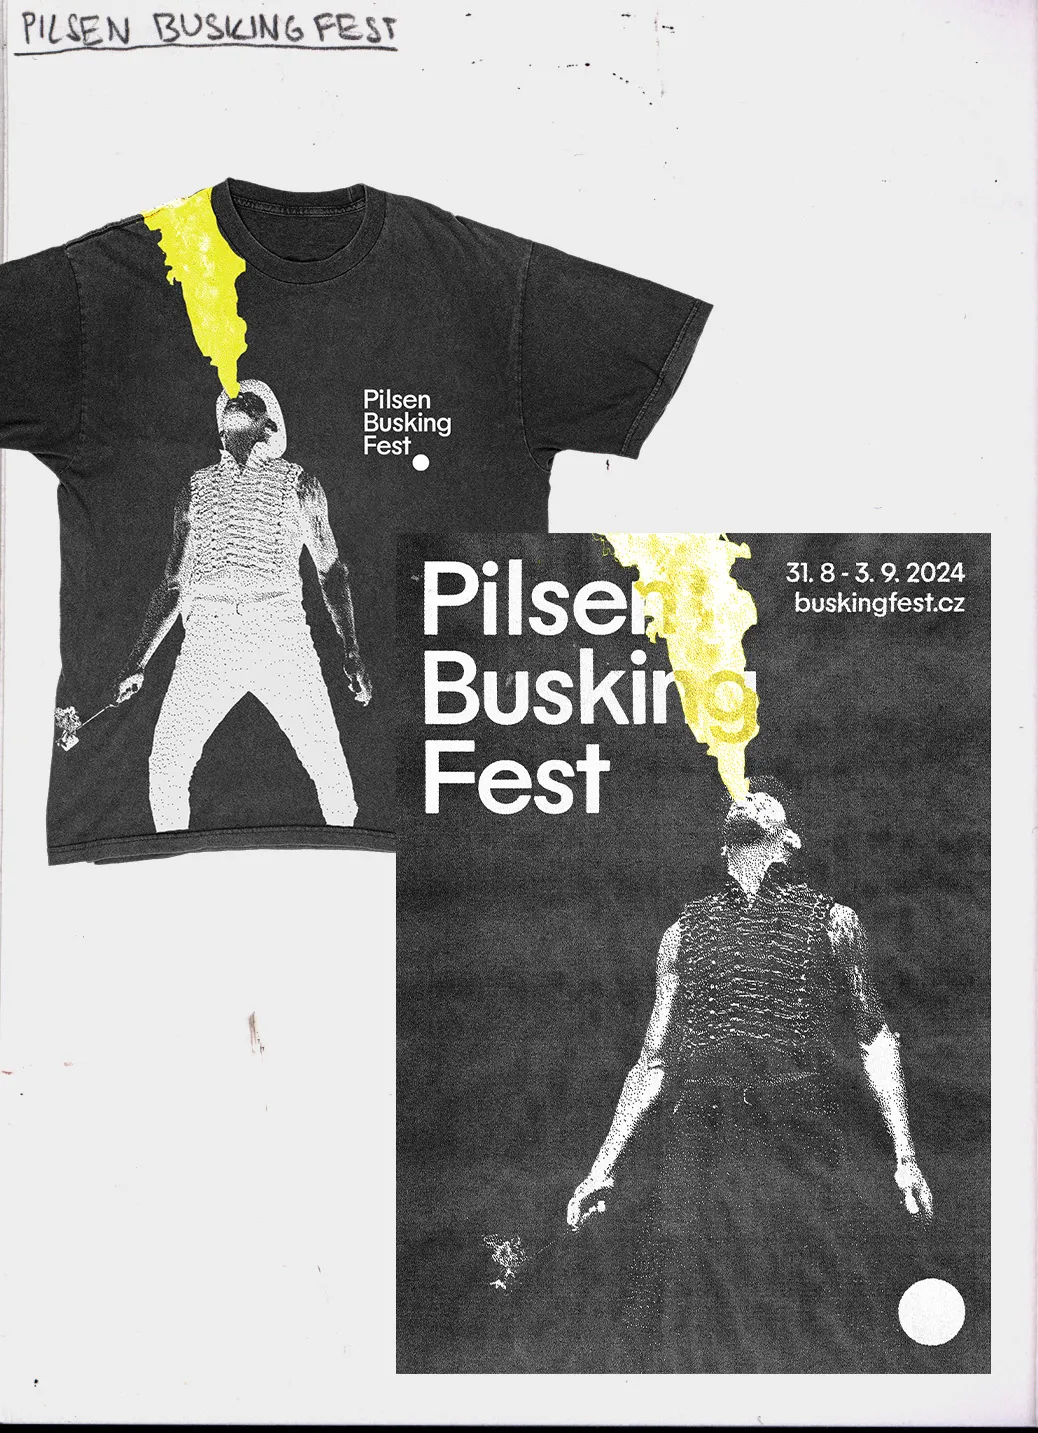 PILSEN BUSKING FEST
Pilsen
Busking
Fest
Pilsen
Busking
Fest
31. 8 - 3. 9. 2024
buskingfest.cz